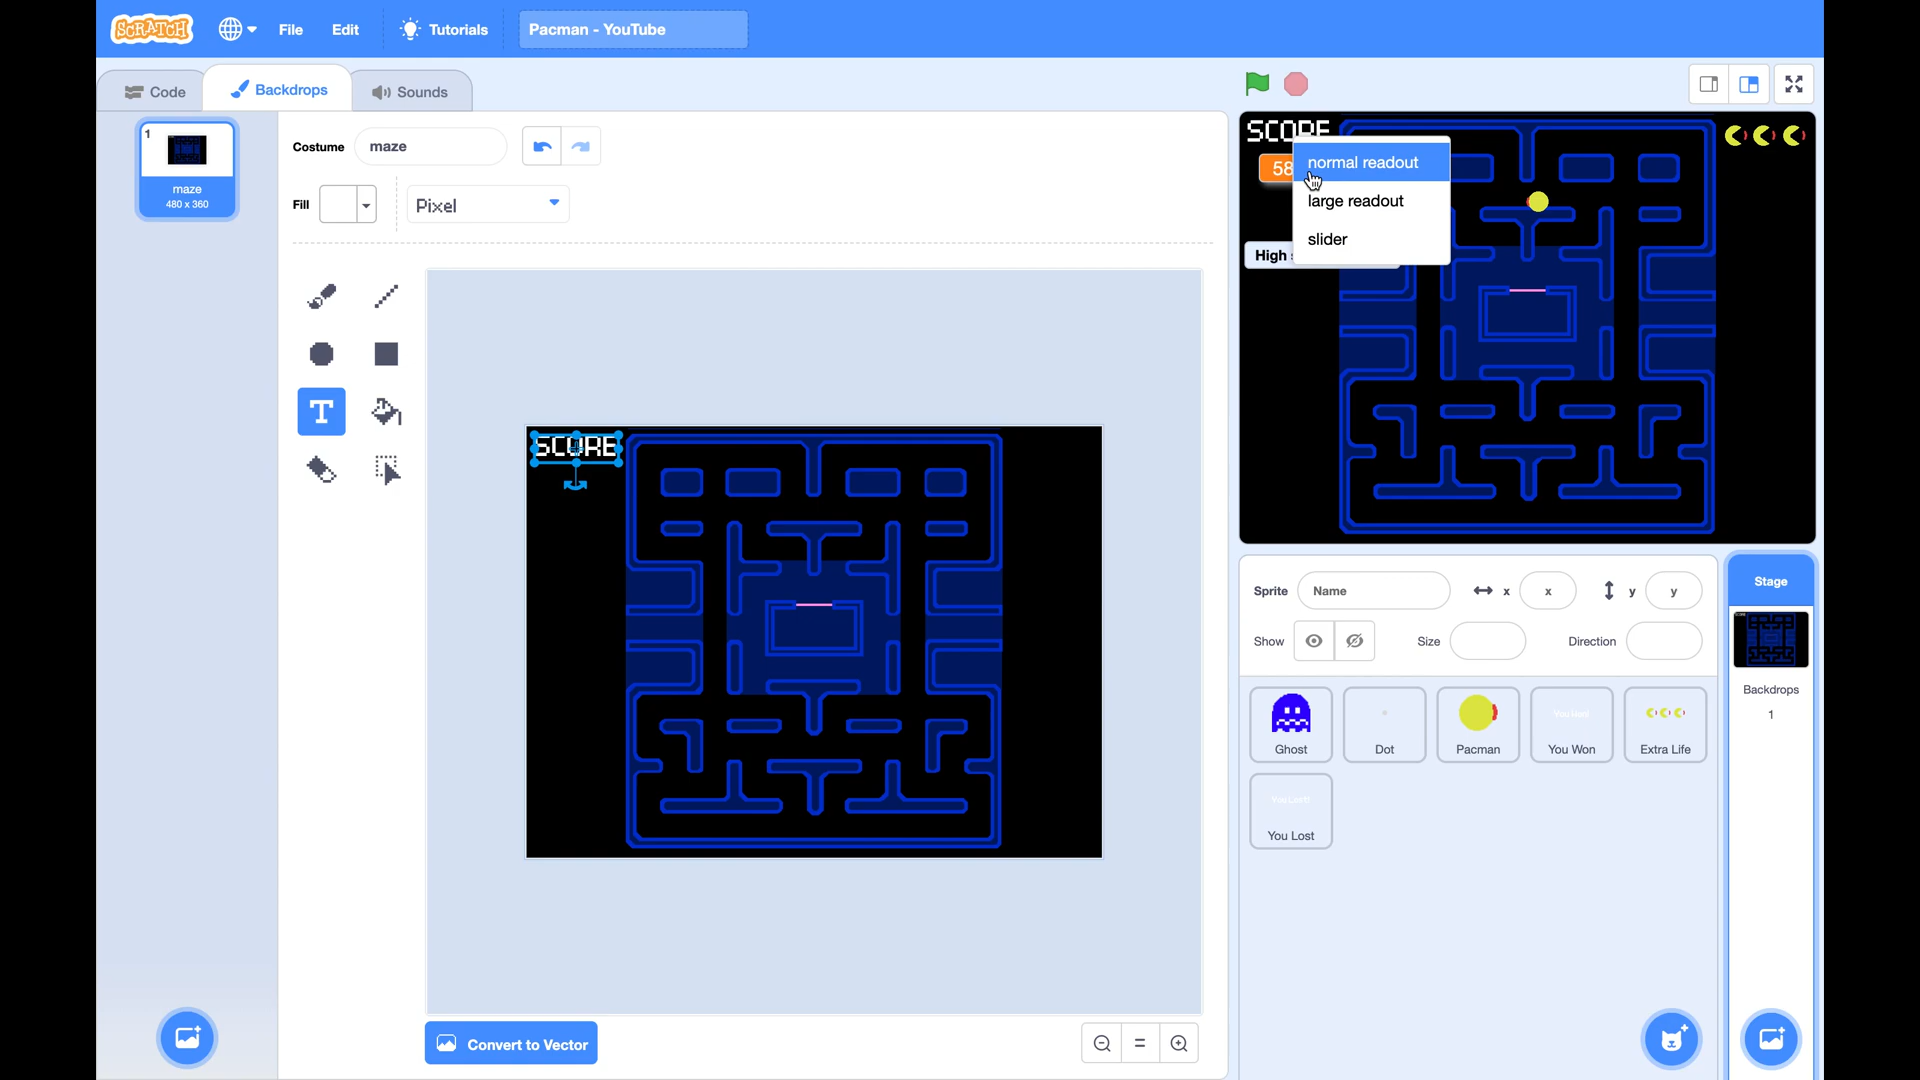 SCRATCH
File
Edit
Tutorials
Pacman - YouTube
Code
Backdrops
Sounds
1
maze
480 x 360
Costume
maze
Fill
Pixel
T
SCORE
Convert to Vector
SCORE
58
normal readout
large readout
slider
High
Sprite
Name
x
x
y
y
Show
Size
Direction
Ghost
Dot
You Won!
Pacman
You Won
Extra Life
You Lost
Stage
Backdrops
1